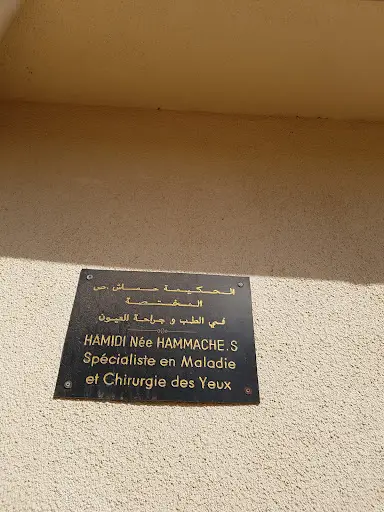 الحكيمة حماش .ص
المختصة
في الطب و جراحة العيون
HAMIDI Née HAMMACHE.S
Spécialiste en Maladie
et Chirurgie des Yeux